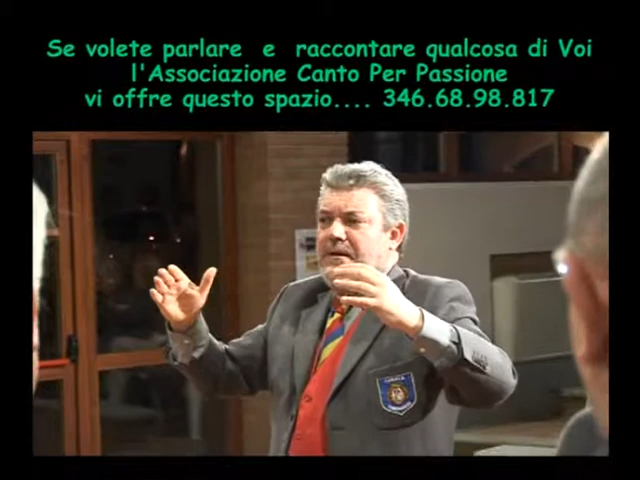 Se volete parlare e raccontare qualcosa di Voi
l'Associazione Canto Per Passione
vi offre questo spazio.... 346.68.98.817